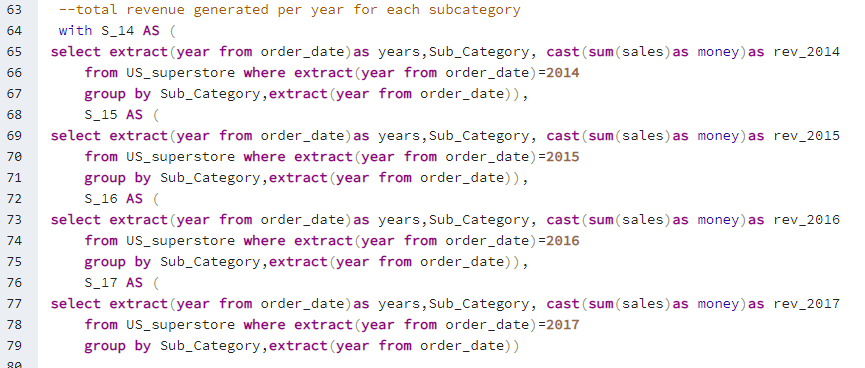 63 --total revenue generated per year for each subcategory
64 with S_14 AS (
65 select extract(year from order_date)as years,Sub_Category, cast(sum(sales)as money)as rev_2014
66 from US_superstore where extract(year from order_date)=2014
67 group by Sub_Category,extract(year from order_date)),
68 S_15 AS (
69 select extract(year from order_date)as years,Sub_Category, cast(sum(sales)as money)as rev_2015
70 from US_superstore where extract(year from order_date)=2015
71 group by Sub_Category,extract(year from order_date)),
72 S_16 AS (
73 select extract(year from order_date)as years,Sub_Category, cast(sum(sales)as money)as rev_2016
74 from US_superstore where extract(year from order_date)=2016
75 group by Sub_Category,extract(year from order_date)),
76 S_17 AS (
77 select extract(year from order_date)as years,Sub_Category, cast(sum(sales)as money)as rev_2017
78 from US_superstore where extract(year from order_date)=2017
79 group by Sub_Category,extract(year from order_date))
80